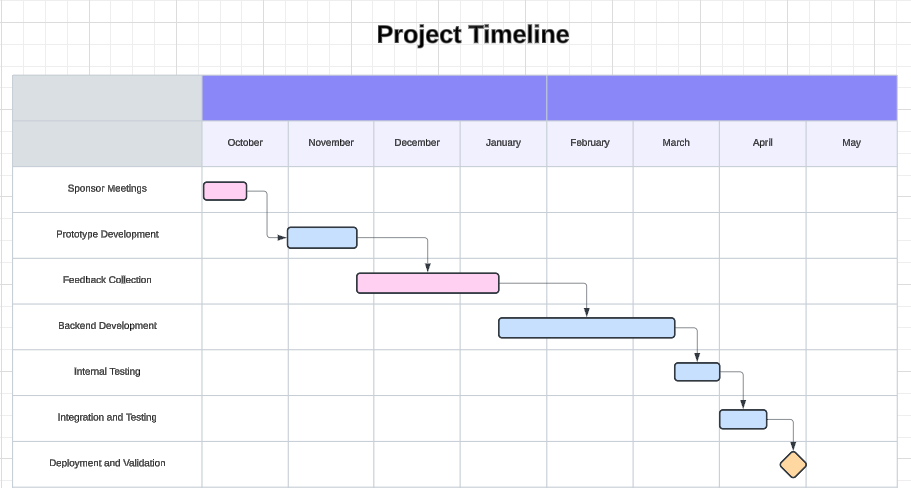 Project Timeline
October November December January February March April May
Sponsor Meetings
Prototype Development
Feedback Collection
Backend Development
Internal Testing
Integration and Testing
Deployment and Validation